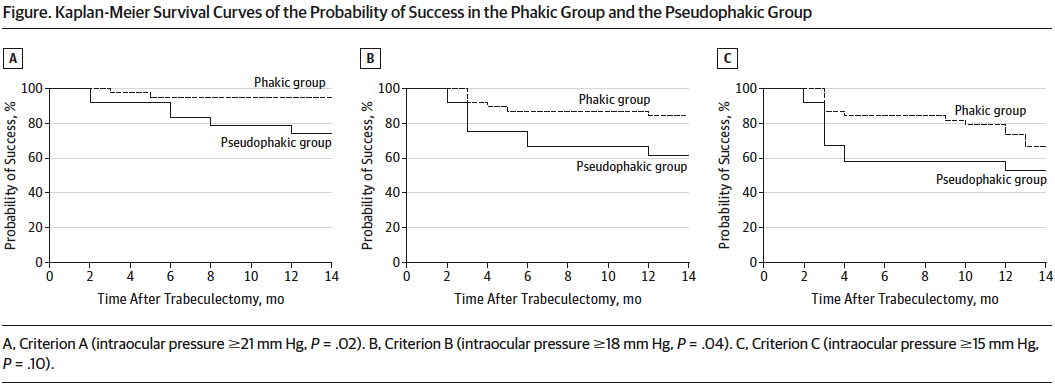 Figure. Kaplan-Meier Survival Curves of the Probability of Success in the Phakic Group and the Pseudophakic Group
A
Probability of Success, %
100
80
60
40
20
0
Phakic group
Pseudophakic group
0 2 4 6 8 10 12 14
Time After Trabeculectomy, mo
B
Probability of Success, %
100
80
60
40
20
0
Phakic group
Pseudophakic group
0 2 4 6 8 10 12 14
Time After Trabeculectomy, mo
C
Probability of Success, %
100
80
60
40
20
0
Phakic group
Pseudophakic group
0 2 4 6 8 10 12 14
Time After Trabeculectomy, mo
A, Criterion A (intraocular pressure ≥21 mm Hg, P = .02). B, Criterion B (intraocular pressure ≥18 mm Hg, P = .04). C, Criterion C (intraocular pressure ≥15 mm Hg,
P = .10).